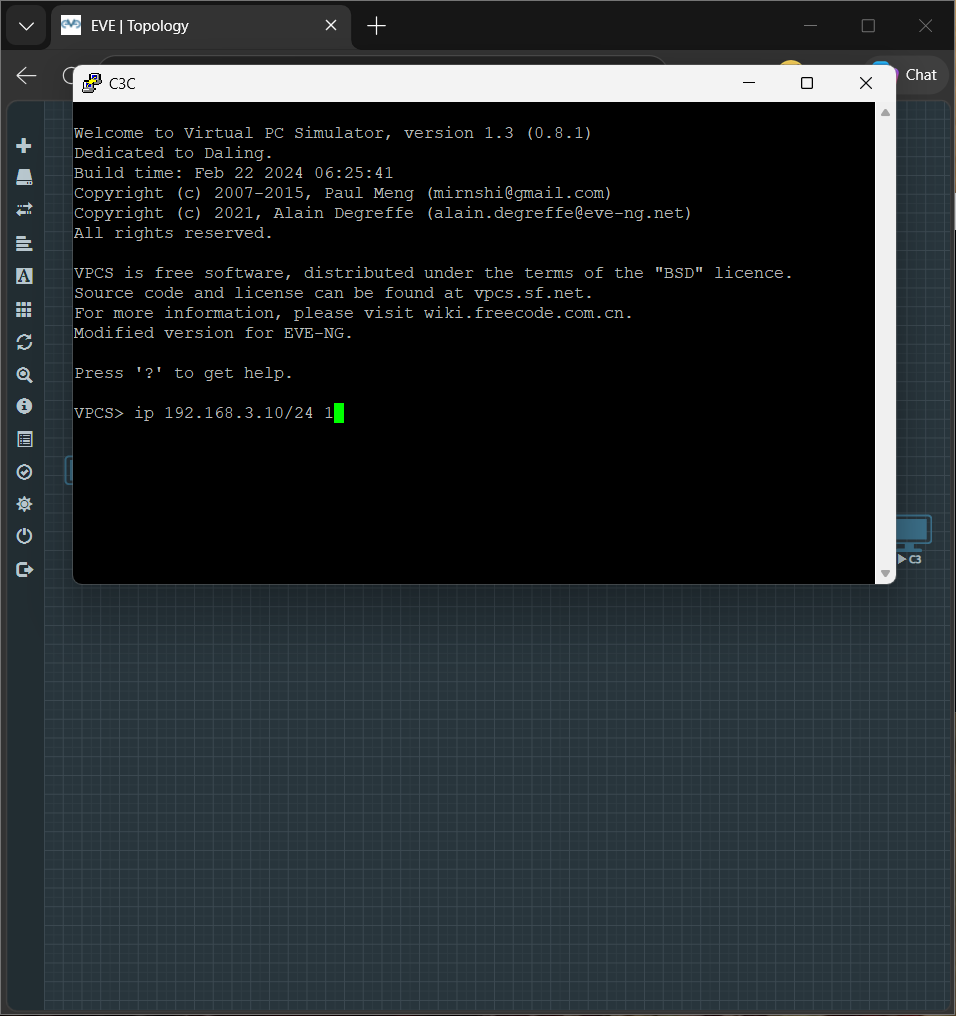 EVE | Topology
Chat
C3C
Welcome to Virtual PC Simulator, version 1.3 (0.8.1)
Dedicated to Daling.
Build time: Feb 22 2024 06:25:41
Copyright (c) 2007-2015, Paul Meng (mirnshi@gmail.com)
Copyright (c) 2021, Alain Degreffe (alain.degreffe@eve-ng.net)
All rights reserved.
VPCS is free software, distributed under the terms of the "BSD" licence.
Source code and license can be found at vpcs.sf.net.
For more information, please visit wiki.freecode.com.cn.
Modified version for EVE-NG.
Press '?' to get help.
VPCS> ip 192.168.3.10/24 1
C3